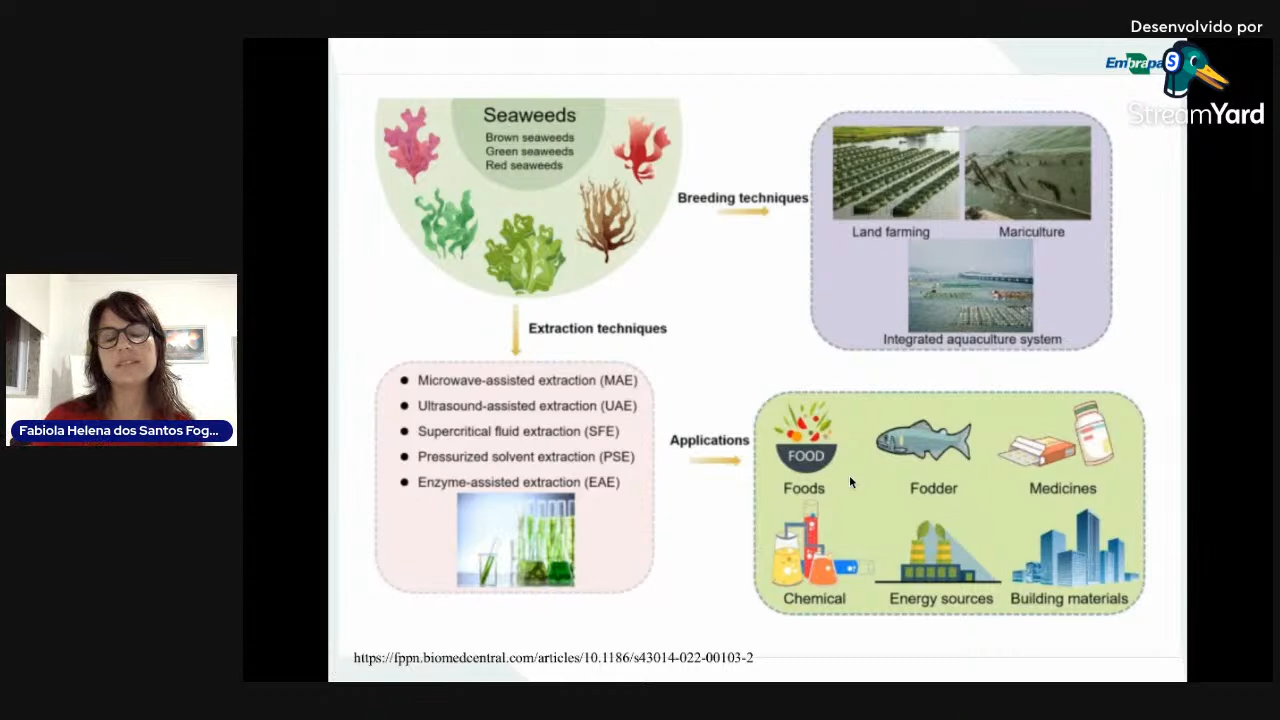 Desenvolvido por
StreamYard
Embrapa
S
Seaweeds
Brown seaweeds
Green seaweeds
Red seaweeds
Breeding techniques
Land farming
Mariculture
Integrated aquaculture system
Extraction techniques
Microwave-assisted extraction (MAE)
Ultrasound-assisted extraction (UAE)
Supercritical fluid extraction (SFE)
Pressurized solvent extraction (PSE)
Enzyme-assisted extraction (EAE)
Applications
FOOD
Foods
Fodder
Medicines
Chemical
Energy sources
Building materials
Fabiola Helena dos Santos Fog...
https://fppn.biomedcentral.com/articles/10.1186/s43014-022-00103-2